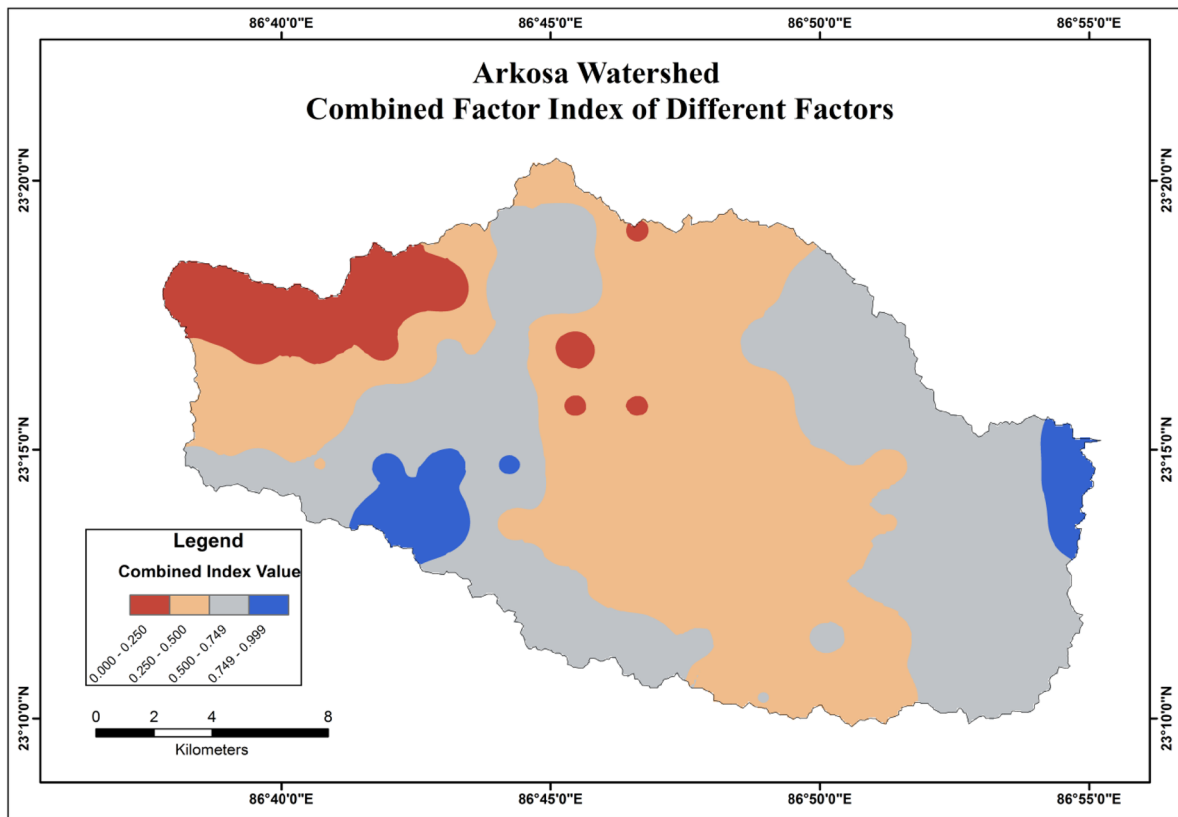 86°40'0"E 86°45'0"E 86°50'0"E 86°55'0"E
Arkosa Watershed
Combined Factor Index of Different Factors
23°20'0"N 23°20'0"N
23°15'0"N 23°15'0"N
Legend
Combined Index Value
0.000 - 0.250
0.250 - 0.500
0.500 - 0.749
0.749 - 0.999
23°10'0"N 23°10'0"N
0 2 4 8
Kilometers
86°40'0"E 86°45'0"E 86°50'0"E 86°55'0"E